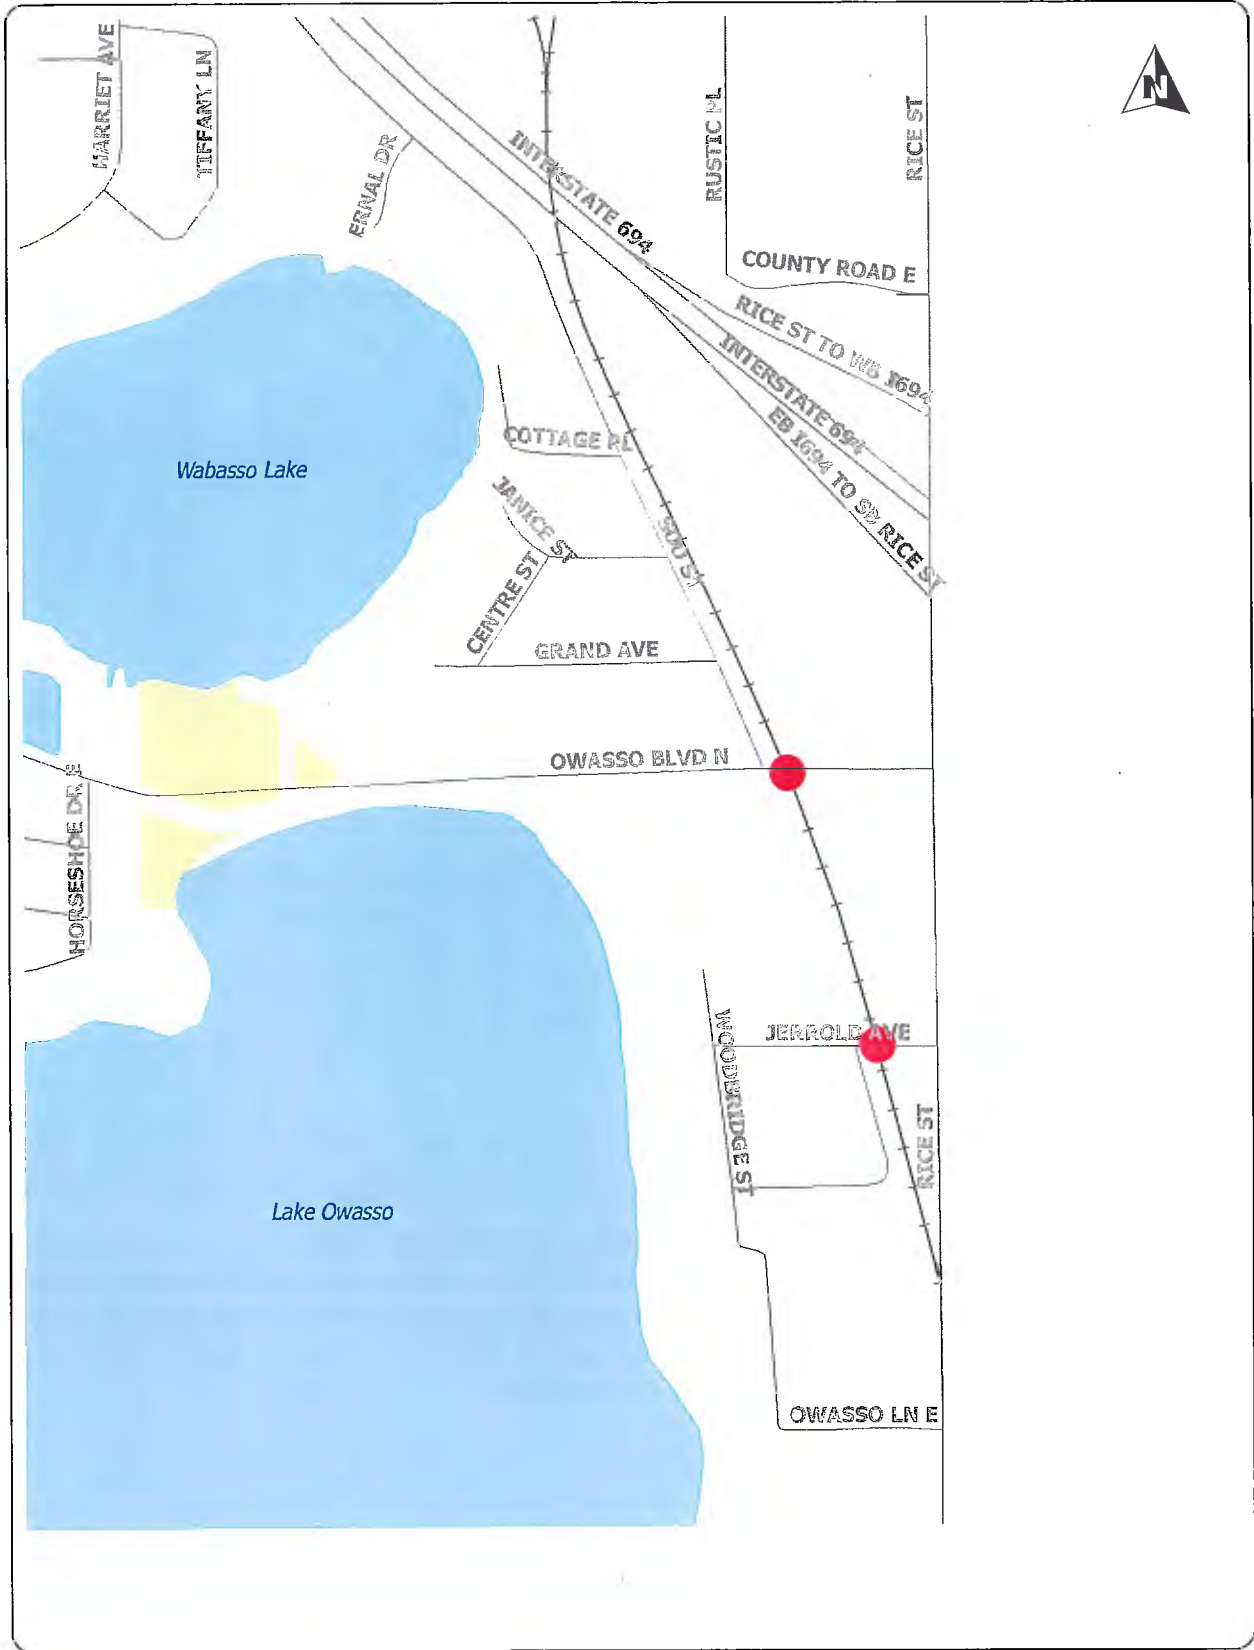 HARRIET AVE
TIFFANY LN
ERNAL DR
INTERSTATE 694
RUSTIC PL
RICE ST
N
COUNTY ROAD E
RICE ST TO WB I694
INTERSTATE 694
EB I694 TO SB RICE ST
COTTAGE PL
Wabasso Lake
JANICE ST
SOO ST
CENTRE ST
GRAND AVE
OWASSO BLVD N
HORSESHOE DR E
JERROLD AVE
WOODBRIDGE ST
RICE ST
Lake Owasso
OWASSO LN E